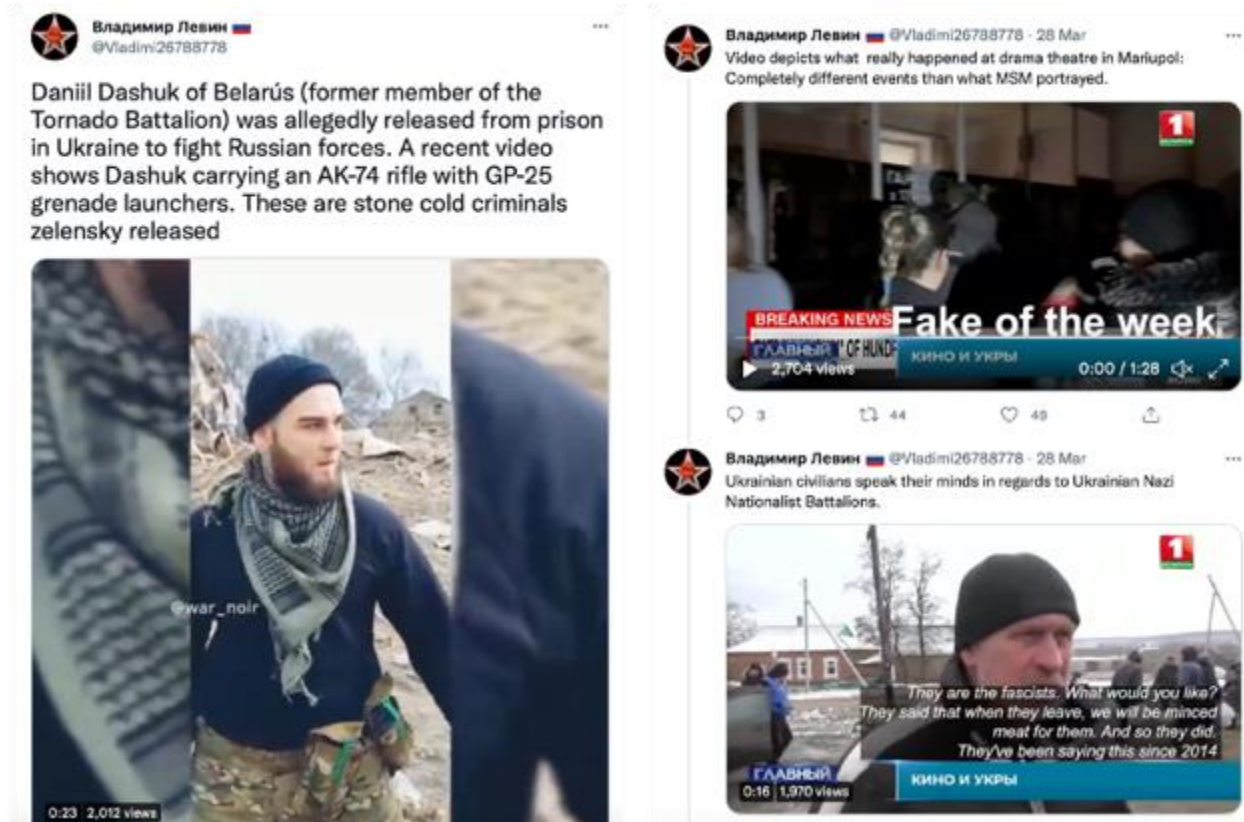 Владимир Левин
@Vladimi26788778
Daniil Dashuk of Belarús (former member of the
Tornado Battalion) was allegedly released from prison
in Ukraine to fight Russian forces. A recent video
shows Dashuk carrying an AK-74 rifle with GP-25
grenade launchers. These are stone cold criminals
zelensky released
@war_noir
0:23 2,012 views
Владимир Левин @Vladimi26788778 · 28 Mar
Video depicts what really happened at drama theatre in Mariupol:
Completely different events than what MSM portrayed.
1
BREAKING NEWS
Fake of the week.
ГЛАВНЫЙ
OF HUND
КИНО И УКРЫ
2,704 views
0:00 / 1:28
3 44 49
Владимир Левин @Vladimi26788778 · 28 Mar
Ukrainian civilians speak their minds in regards to Ukrainian Nazi
Nationalist Battalions.
1
They are the fascists. What would you like?
They said that when they leave, we will be minced
meat for them. And so they did.
They've been saying this since 2014
ГЛАВНЫЙ
КИНО И УКРЫ
0:16 1,970 views